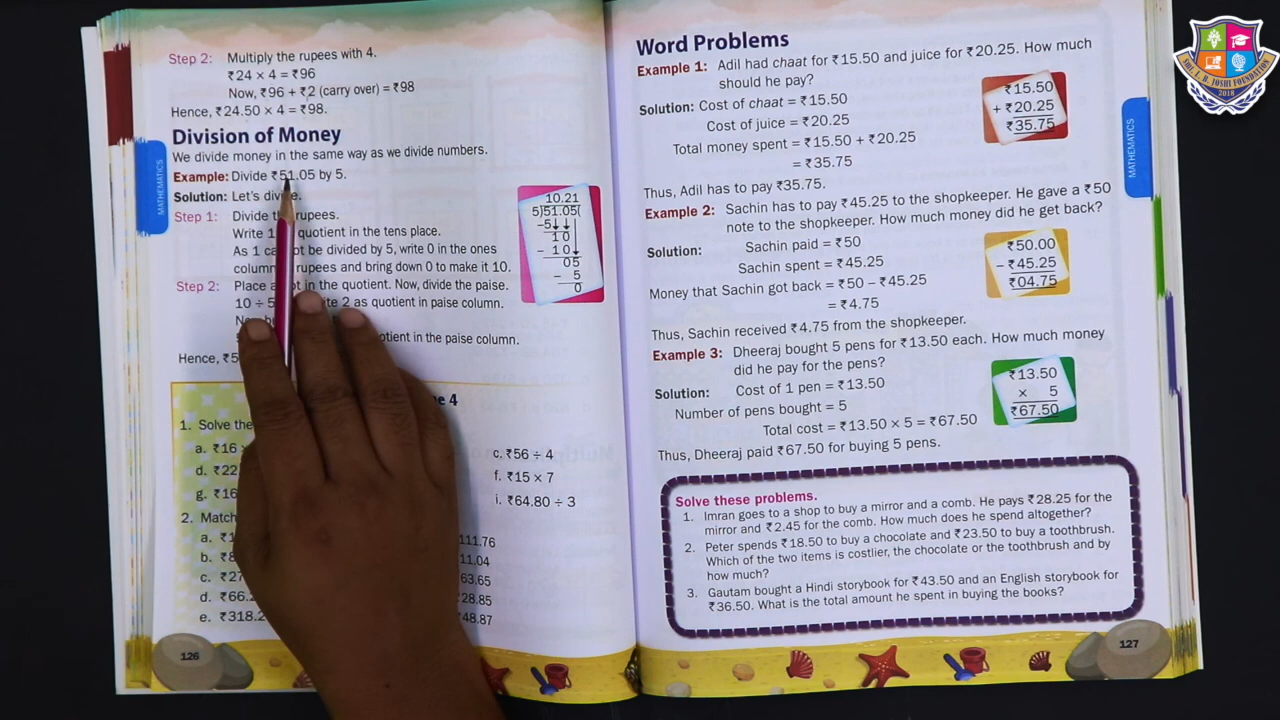 Step 2: Multiply the rupees with 4.
₹24 × 4 = ₹96
Now, ₹96 + ₹2 (carry over) = ₹98
Hence, ₹24.50 × 4 = ₹98.
Division of Money
We divide money in the same way as we divide numbers.
Example: Divide ₹51.05 by 5.
Solution: Let's divide.
Step 1: Divide the rupees.
Write 1 quotient in the tens place.
As 1 cannot be divided by 5, write 0 in the ones
column rupees and bring down 0 to make it 10.
Step 2: Place a dot in the quotient. Now, divide the paise.
10 ÷ 5 2 as quotient in paise column.
quotient in the paise column.
Hence, ₹5
10.21
5)51.05(
-5
10
- 10
05
- 5
0
4
1. Solve the
a. ₹16
c. ₹56 ÷ 4
d. ₹22
f. ₹15 × 7
g. ₹16
i. ₹64.80 ÷ 3
2. Match
a. ₹1
111.76
b. ₹8
11.04
c. ₹27
63.65
d. ₹66.
28.85
e. ₹318.2
48.87
126
MATHEMATICS
Word Problems
Example 1: Adil had chaat for ₹15.50 and juice for ₹20.25. How much
should he pay?
Solution: Cost of chaat = ₹15.50
Cost of juice = ₹20.25
Total money spent = ₹15.50 + ₹20.25
= ₹35.75
Thus, Adil has to pay ₹35.75.
₹15.50
+ ₹20.25
₹35.75
Example 2: Sachin has to pay ₹45.25 to the shopkeeper. He gave a ₹50
note to the shopkeeper. How much money did he get back?
Solution: Sachin paid = ₹50
Sachin spent = ₹45.25
Money that Sachin got back = ₹50 – ₹45.25
= ₹4.75
Thus, Sachin received ₹4.75 from the shopkeeper.
₹50.00
– ₹45.25
₹04.75
Example 3: Dheeraj bought 5 pens for ₹13.50 each. How much money
did he pay for the pens?
Solution: Cost of 1 pen = ₹13.50
Number of pens bought = 5
Total cost = ₹13.50 × 5 = ₹67.50
Thus, Dheeraj paid ₹67.50 for buying 5 pens.
₹13.50
× 5
₹67.50
Solve these problems.
1. Imran goes to a shop to buy a mirror and a comb. He pays ₹28.25 for the
mirror and ₹2.45 for the comb. How much does he spend altogether?
2. Peter spends ₹18.50 to buy a chocolate and ₹23.50 to buy a toothbrush.
Which of the two items is costlier, the chocolate or the toothbrush and by
how much?
3. Gautam bought a Hindi storybook for ₹43.50 and an English storybook for
₹36.50. What is the total amount he spent in buying the books?
127
MATHEMATICS
SHT. I. B. JOSHI FOUNDATION
2018